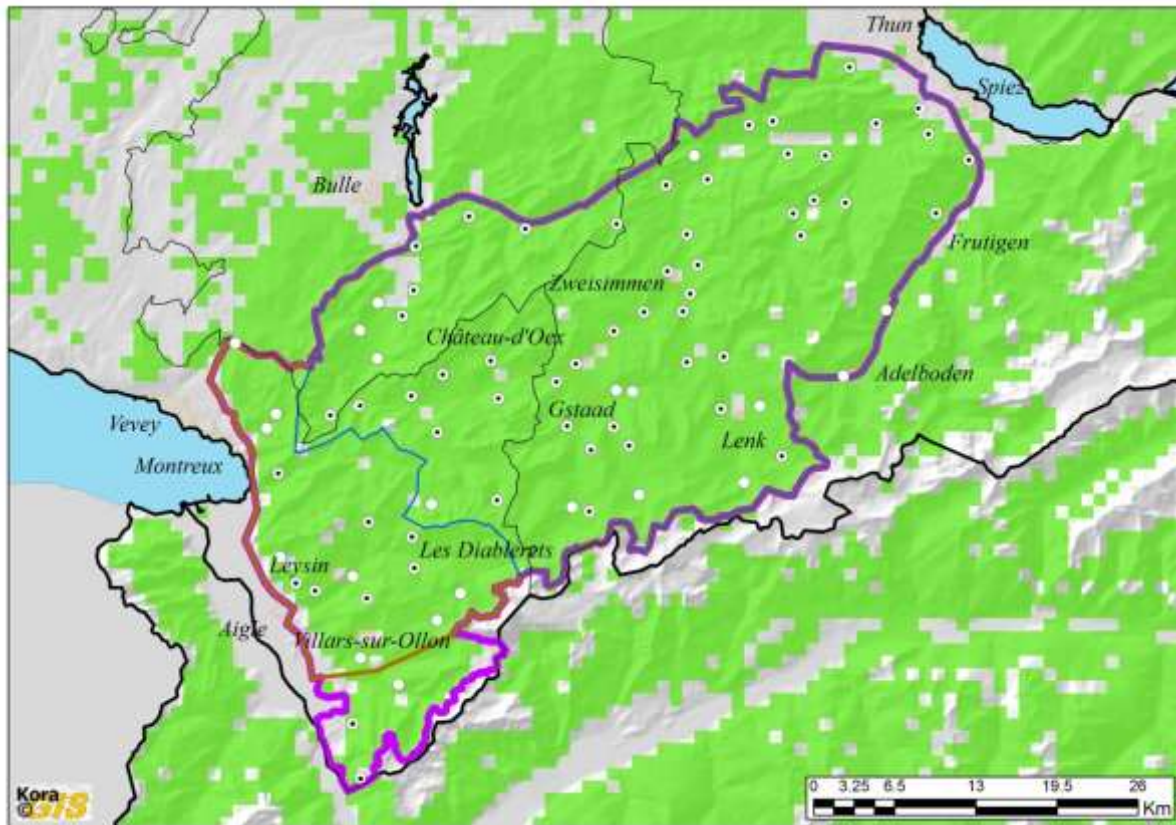 Thun
Spiez
Bulle
Frutigen
Zweisimmen
Château-d'Oex
Adelboden
Vevey
Gstaad
Lenk
Montreux
Les Diablerets
Leysin
Aigle
Villars-sur-Ollon
Kora
© GIS
0 3.25 6.5 13 19.5 26
Km